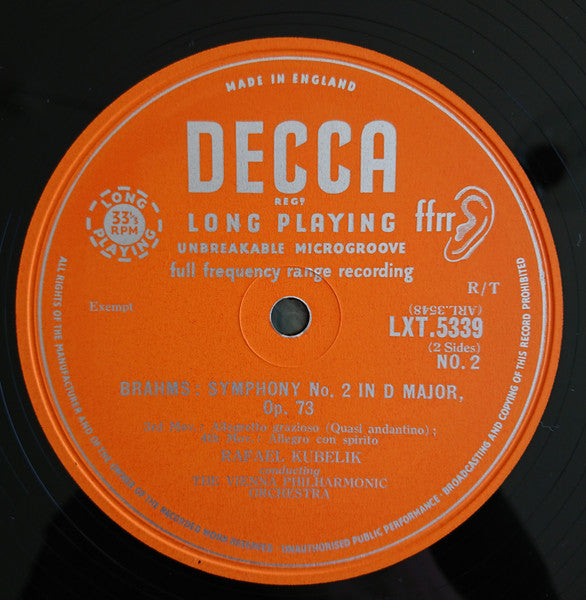 MADE IN ENGLAND
DECCA
REGD
LONG PLAYING
33⅓
RPM
LONG PLAYING
ffrr
UNBREAKABLE MICROGROOVE
full frequency range recording
R/T
Exempt
(ARL.3548)
LXT.5339
(2 Sides)
NO. 2
BRAHMS : SYMPHONY No. 2 IN D MAJOR,
Op. 73
3rd Mov : Allegretto grazioso (Quasi andantino) ;
4th Mov. : Allegro con spirito
RAFAEL KUBELIK
conducting
THE VIENNA PHILHARMONIC
ORCHESTRA
ALL RIGHTS OF THE MANUFACTURER AND OF THE OWNER OF THE RECORDED WORK RESERVED · UNAUTHORISED PUBLIC PERFORMANCE · BROADCASTING AND COPYING OF THIS RECORD PROHIBITED